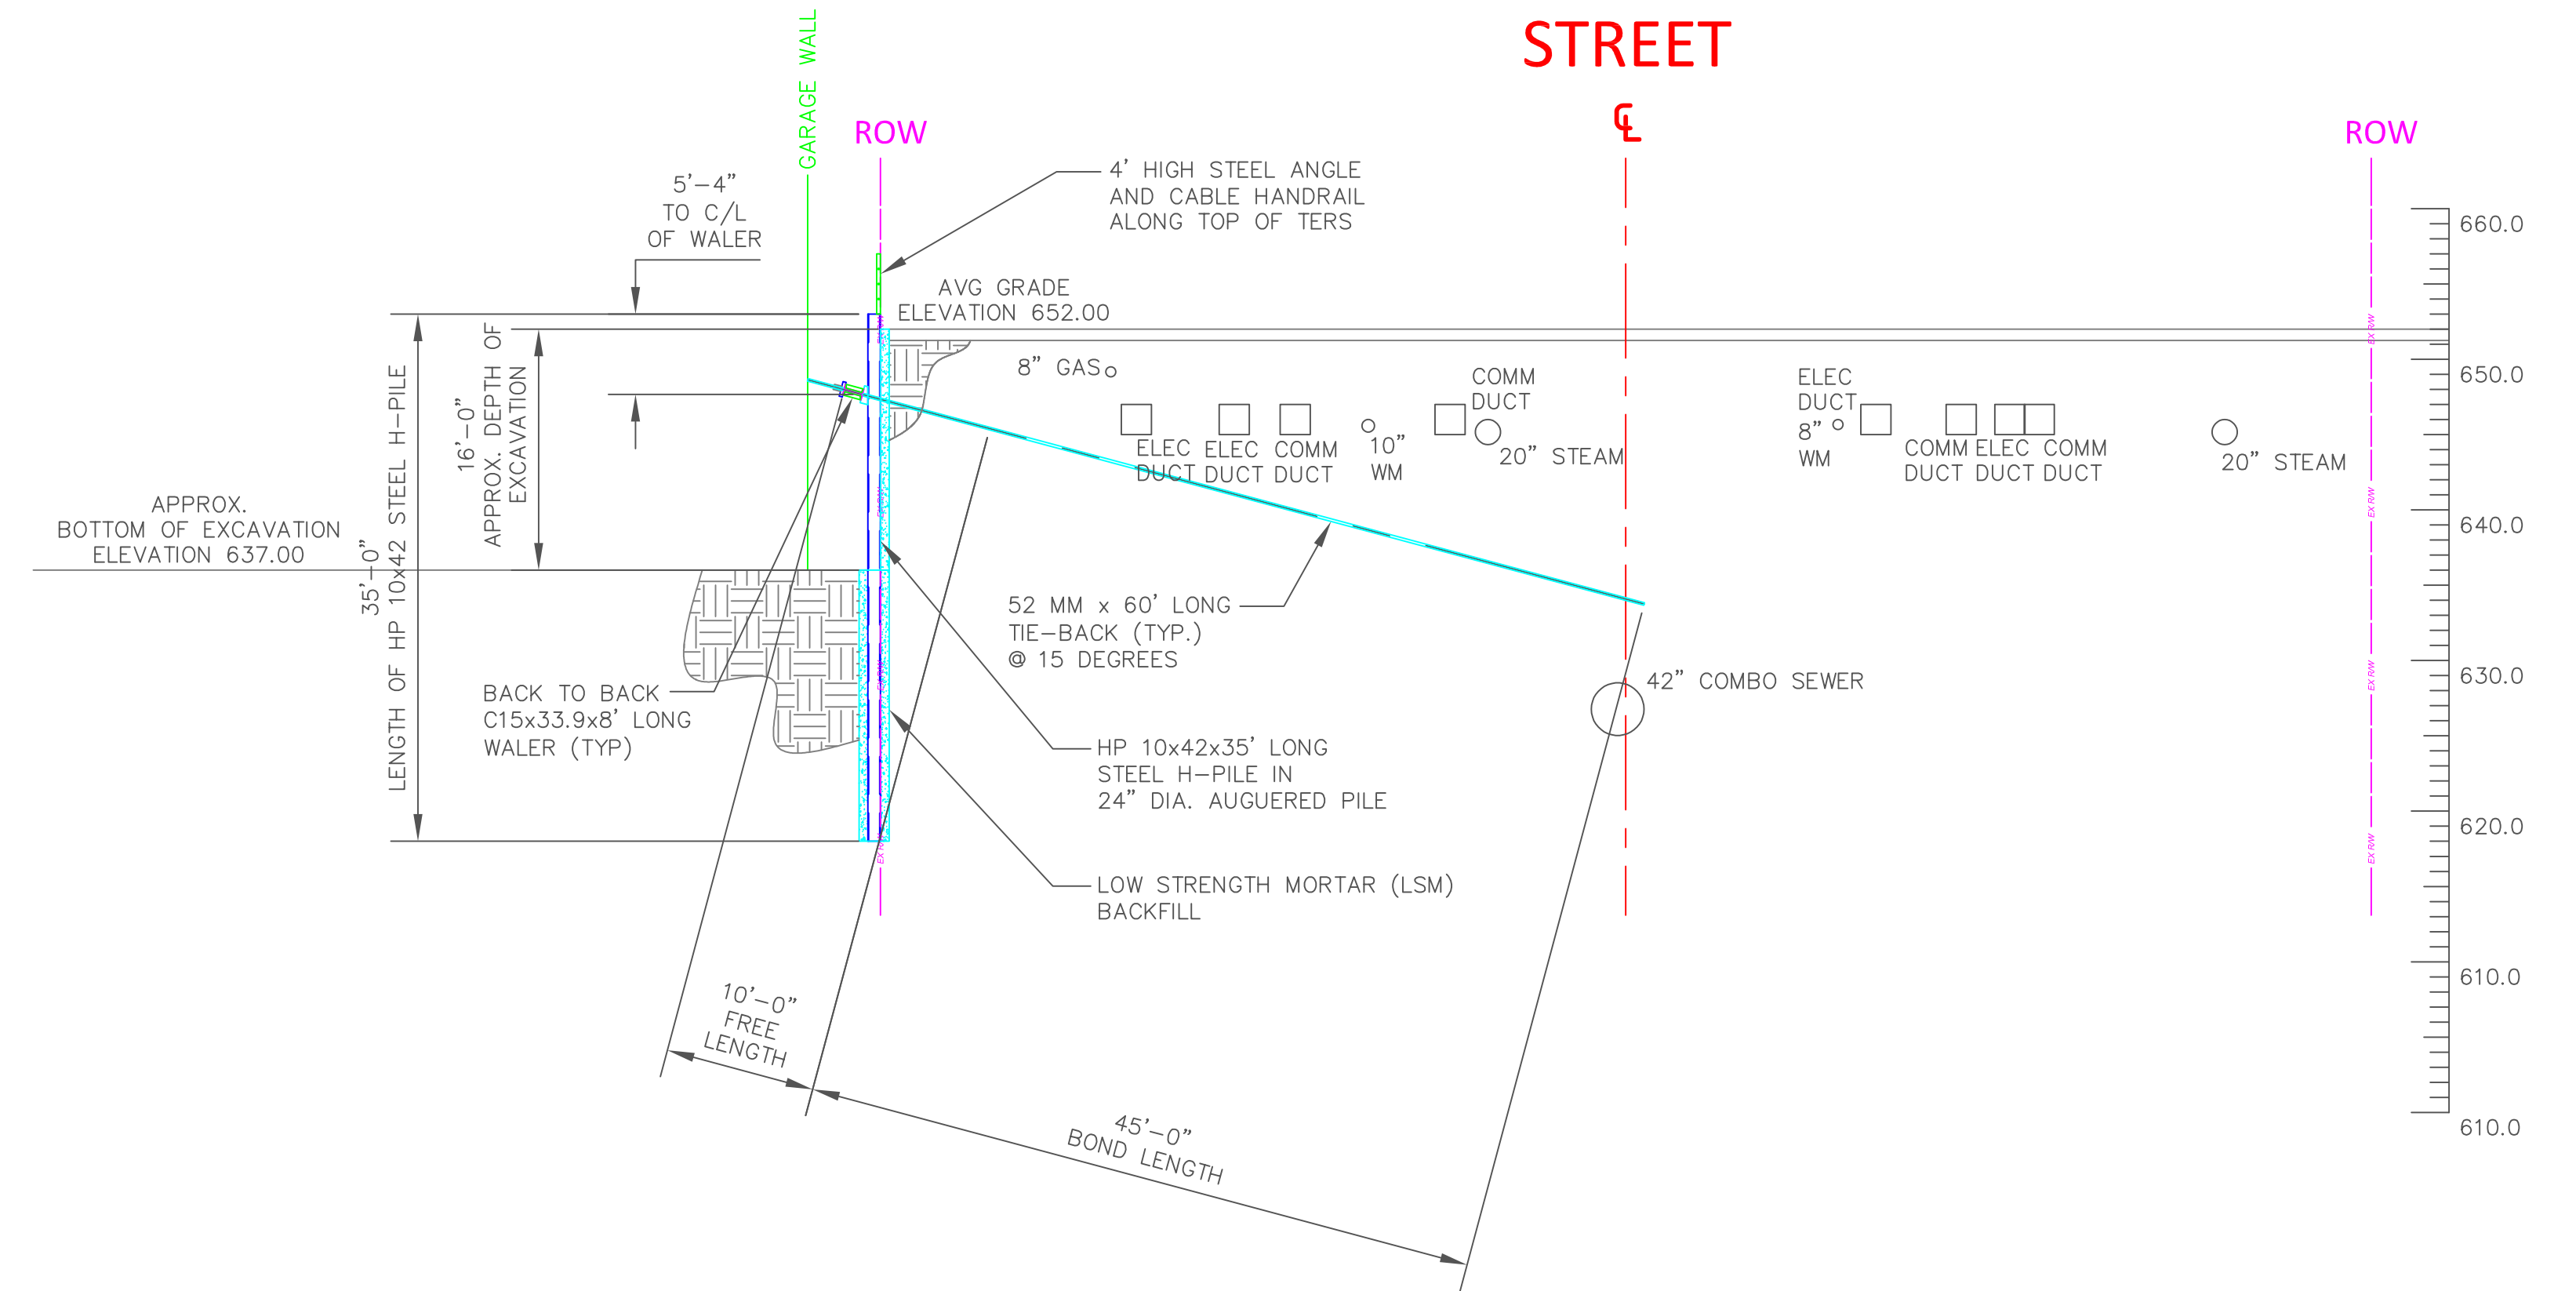 STREET
GARAGE WALL
ROW
℄
ROW
5'-4"
TO C/L
OF WALER
4' HIGH STEEL ANGLE
AND CABLE HANDRAIL
ALONG TOP OF TERS
AVG GRADE
ELEVATION 652.00
660.0
650.0
640.0
630.0
620.0
610.0
610.0
35'-0"
LENGTH OF HP 10x42 STEEL H-PILE
16'-0"
APPROX. DEPTH OF
EXCAVATION
APPROX.
BOTTOM OF EXCAVATION
ELEVATION 637.00
8" GAS
ELEC
DUCT
ELEC
DUCT
COMM
DUCT
10"
WM
COMM
DUCT
20" STEAM
ELEC
DUCT
8"
WM
COMM
DUCT
ELEC
DUCT
COMM
DUCT
20" STEAM
EX R/W
EX R/W
EX R/W
EX R/W
EX R/W
52 MM x 60' LONG
TIE-BACK (TYP.)
@ 15 DEGREES
42" COMBO SEWER
BACK TO BACK
C15x33.9x8' LONG
WALER (TYP)
HP 10x42x35' LONG
STEEL H-PILE IN
24" DIA. AUGUERED PILE
LOW STRENGTH MORTAR (LSM)
BACKFILL
10'-0"
FREE
LENGTH
45'-0"
BOND LENGTH